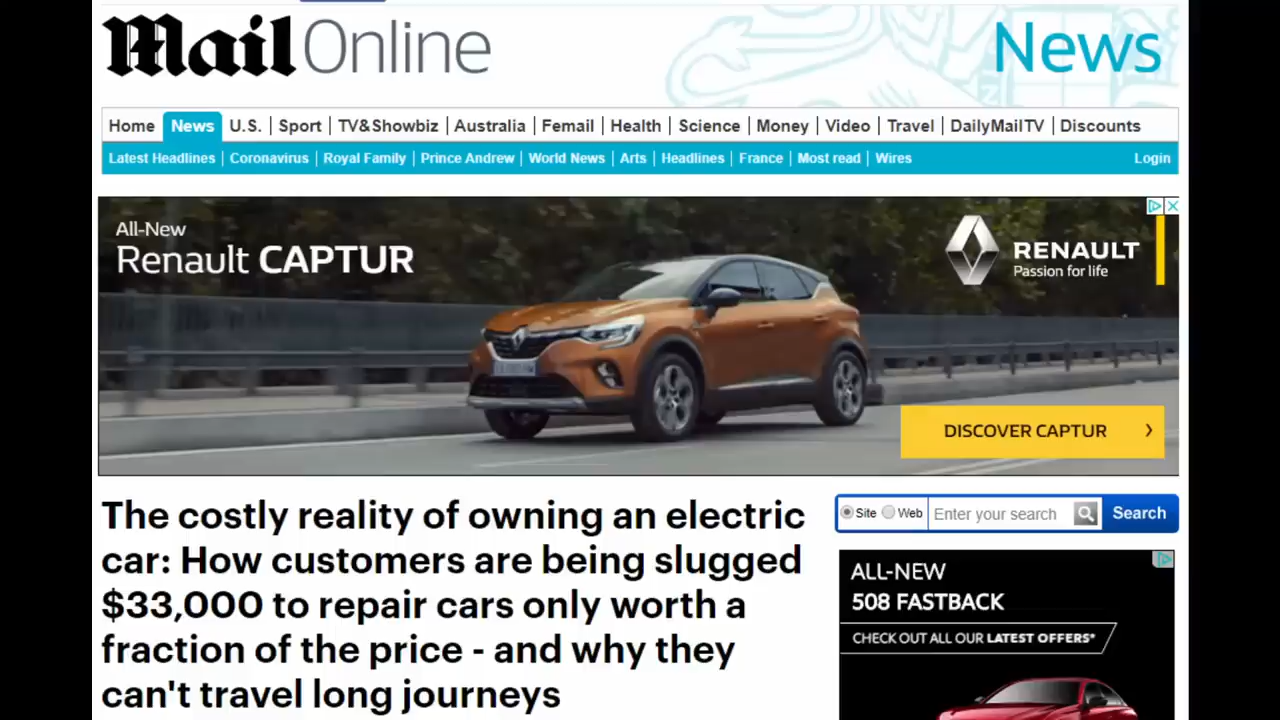 Mail Online
News
Home News U.S. Sport TV&Showbiz Australia Femail Health Science Money Video Travel DailyMailTV Discounts
Latest Headlines Coronavirus Royal Family Prince Andrew World News Arts Headlines France Most read Wires Login
All-New
Renault CAPTUR
RENAULT
Passion for life
DISCOVER CAPTUR
The costly reality of owning an electric
car: How customers are being slugged
$33,000 to repair cars only worth a
fraction of the price - and why they
can't travel long journeys
Site Web Enter your search Search
ALL-NEW
508 FASTBACK
CHECK OUT ALL OUR LATEST OFFERS*